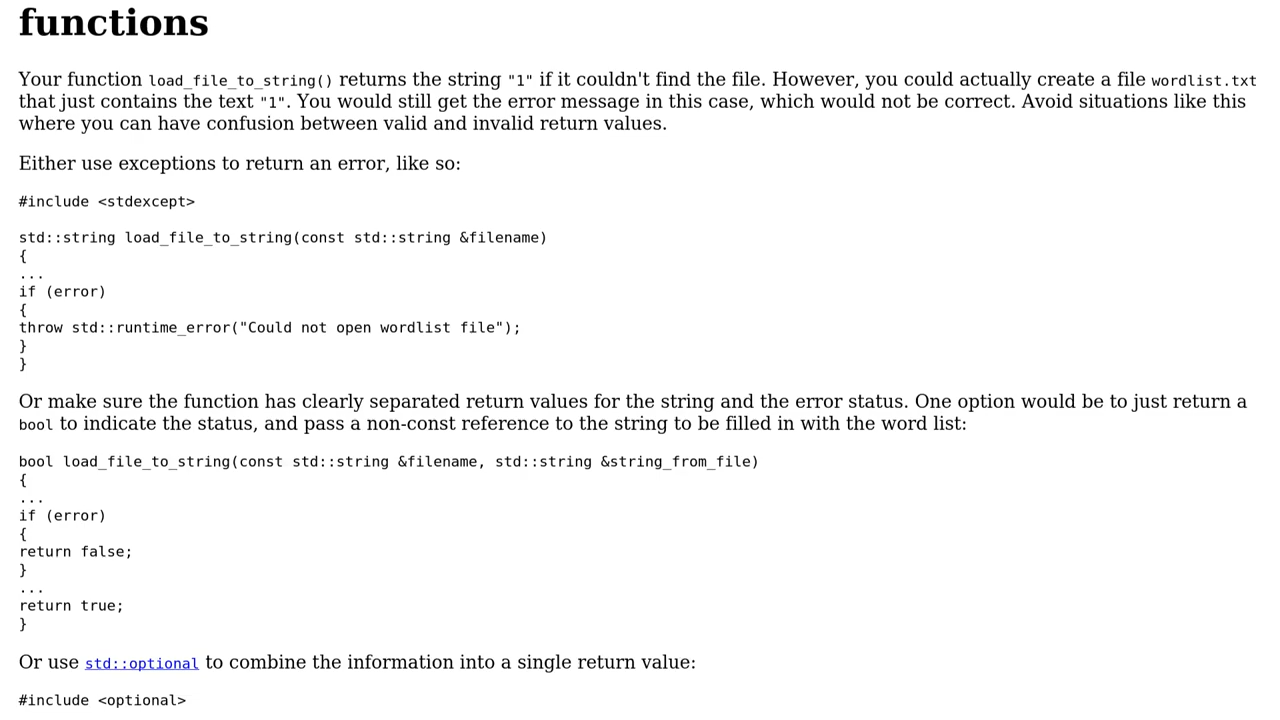 functions
Your function load_file_to_string() returns the string "1" if it couldn't find the file. However, you could actually create a file wordlist.txt
that just contains the text "1". You would still get the error message in this case, which would not be correct. Avoid situations like this
where you can have confusion between valid and invalid return values.
Either use exceptions to return an error, like so:
#include <stdexcept>
std::string load_file_to_string(const std::string &filename)
{
...
if (error)
{
throw std::runtime_error("Could not open wordlist file");
}
}
Or make sure the function has clearly separated return values for the string and the error status. One option would be to just return a
bool to indicate the status, and pass a non-const reference to the string to be filled in with the word list:
bool load_file_to_string(const std::string &filename, std::string &string_from_file)
{
...
if (error)
{
return false;
}
...
return true;
}
Or use std::optional to combine the information into a single return value:
#include <optional>